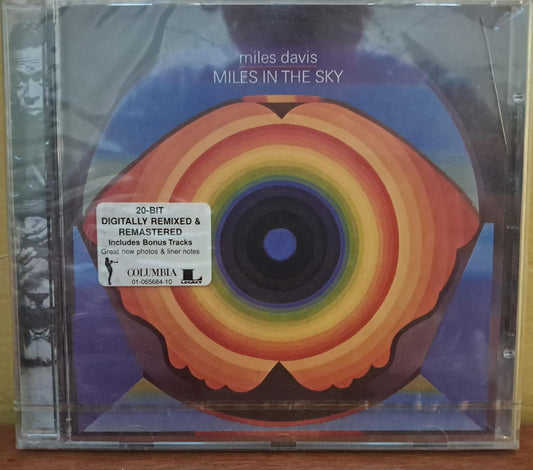 miles davis
MILES IN THE SKY
20-BIT
DIGITALLY REMIXED &
REMASTERED
Includes Bonus Tracks
Great new photos & liner notes
COLUMBIA
LEGACY
01-065684-10